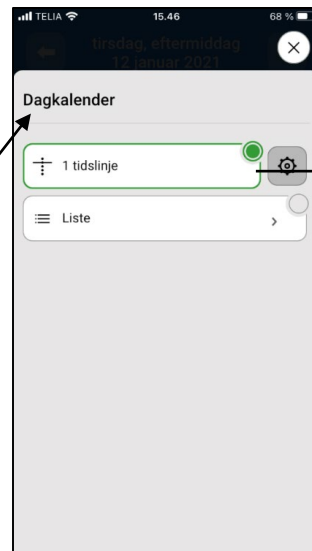 TELIA 15.46 68 %
tirsdag, eftermiddag
12 januar 2021
Dagkalender
1 tidslinje
Liste